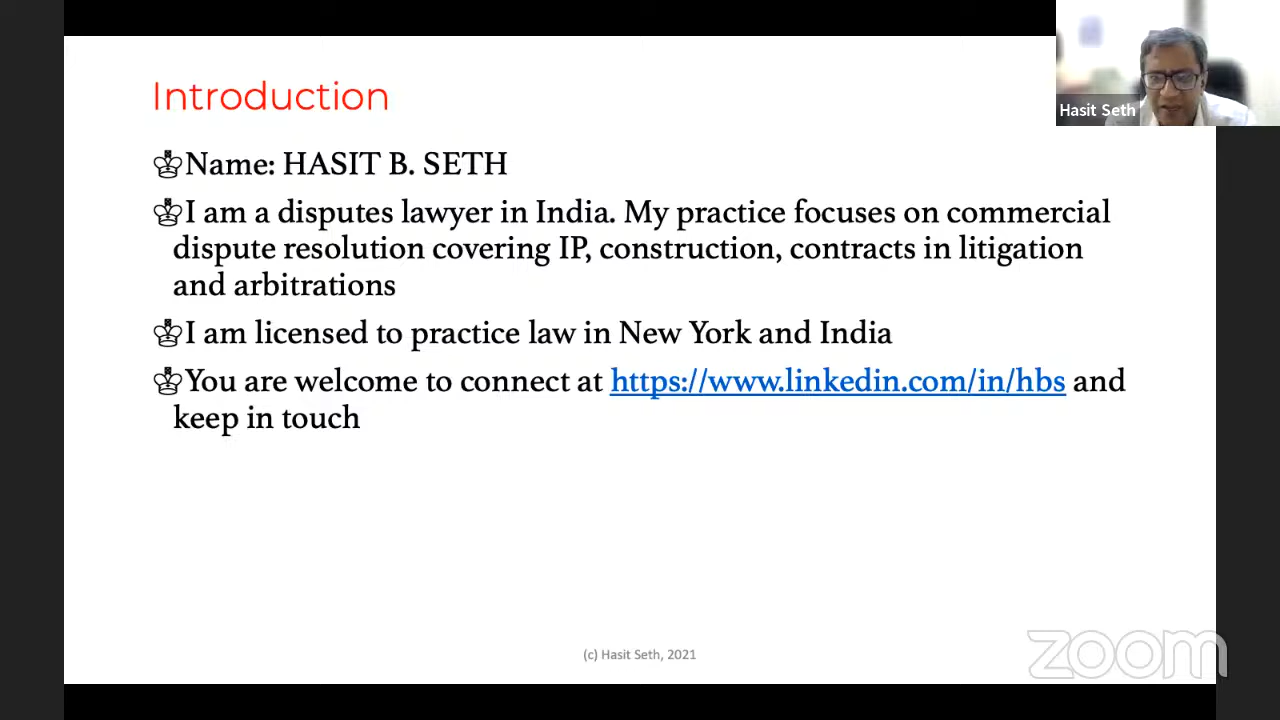 Introduction
Hasit Seth
♔Name: HASIT B. SETH
♔I am a disputes lawyer in India. My practice focuses on commercial
dispute resolution covering IP, construction, contracts in litigation
and arbitrations
♔I am licensed to practice law in New York and India
♔You are welcome to connect at https://www.linkedin.com/in/hbs and
keep in touch
(c) Hasit Seth, 2021
zoom